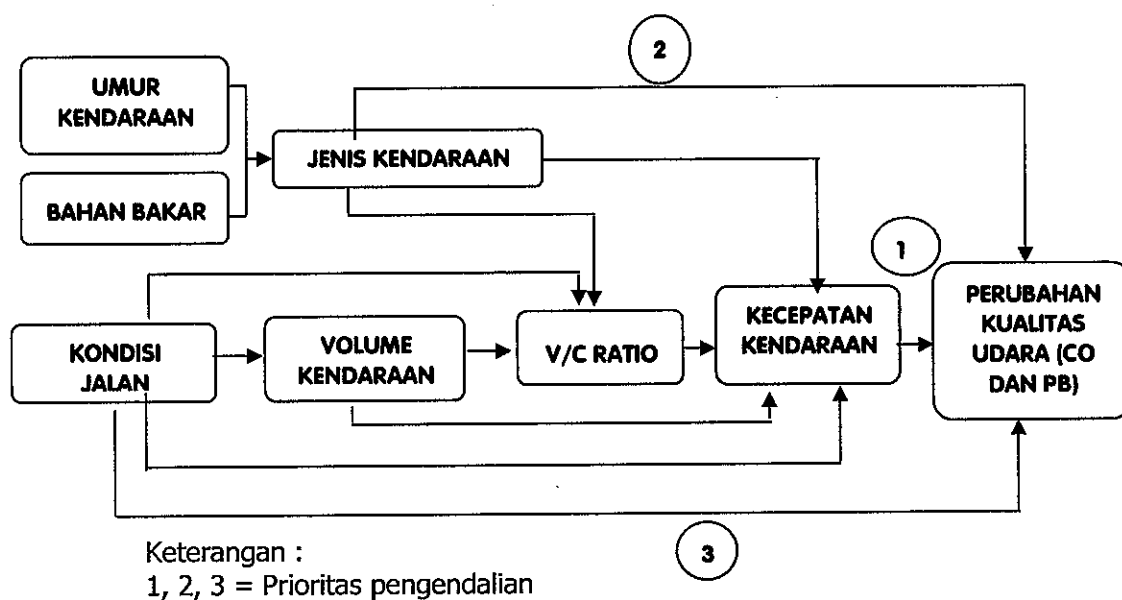 2
UMUR
KENDARAAN
JENIS KENDARAAN
BAHAN BAKAR
1
KONDISI
JALAN
VOLUME
KENDARAAN
V/C RATIO
KECEPATAN
KENDARAAN
PERUBAHAN
KUALITAS
UDARA (CO
DAN PB)
3
Keterangan :
1, 2, 3 = Prioritas pengendalian